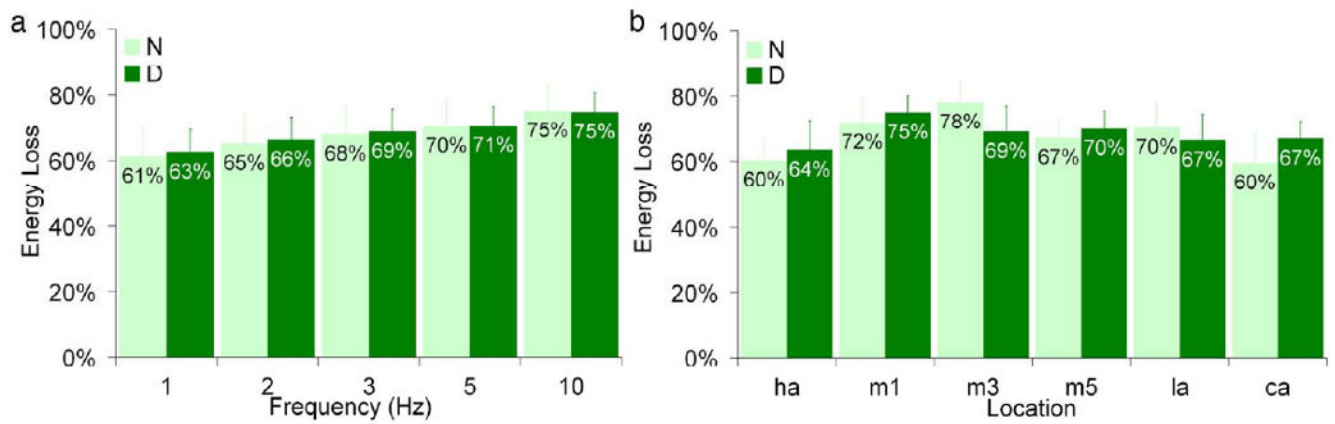 a
100%
80%
60%
40%
20%
0%
Energy Loss
N
D
61%
63%
65%
66%
68%
69%
70%
71%
75%
75%
1
2
3
5
10
Frequency (Hz)
b
100%
80%
60%
40%
20%
0%
Energy Loss
N
D
60%
64%
72%
75%
78%
69%
67%
70%
70%
67%
60%
67%
ha
m1
m3
m5
la
ca
Location